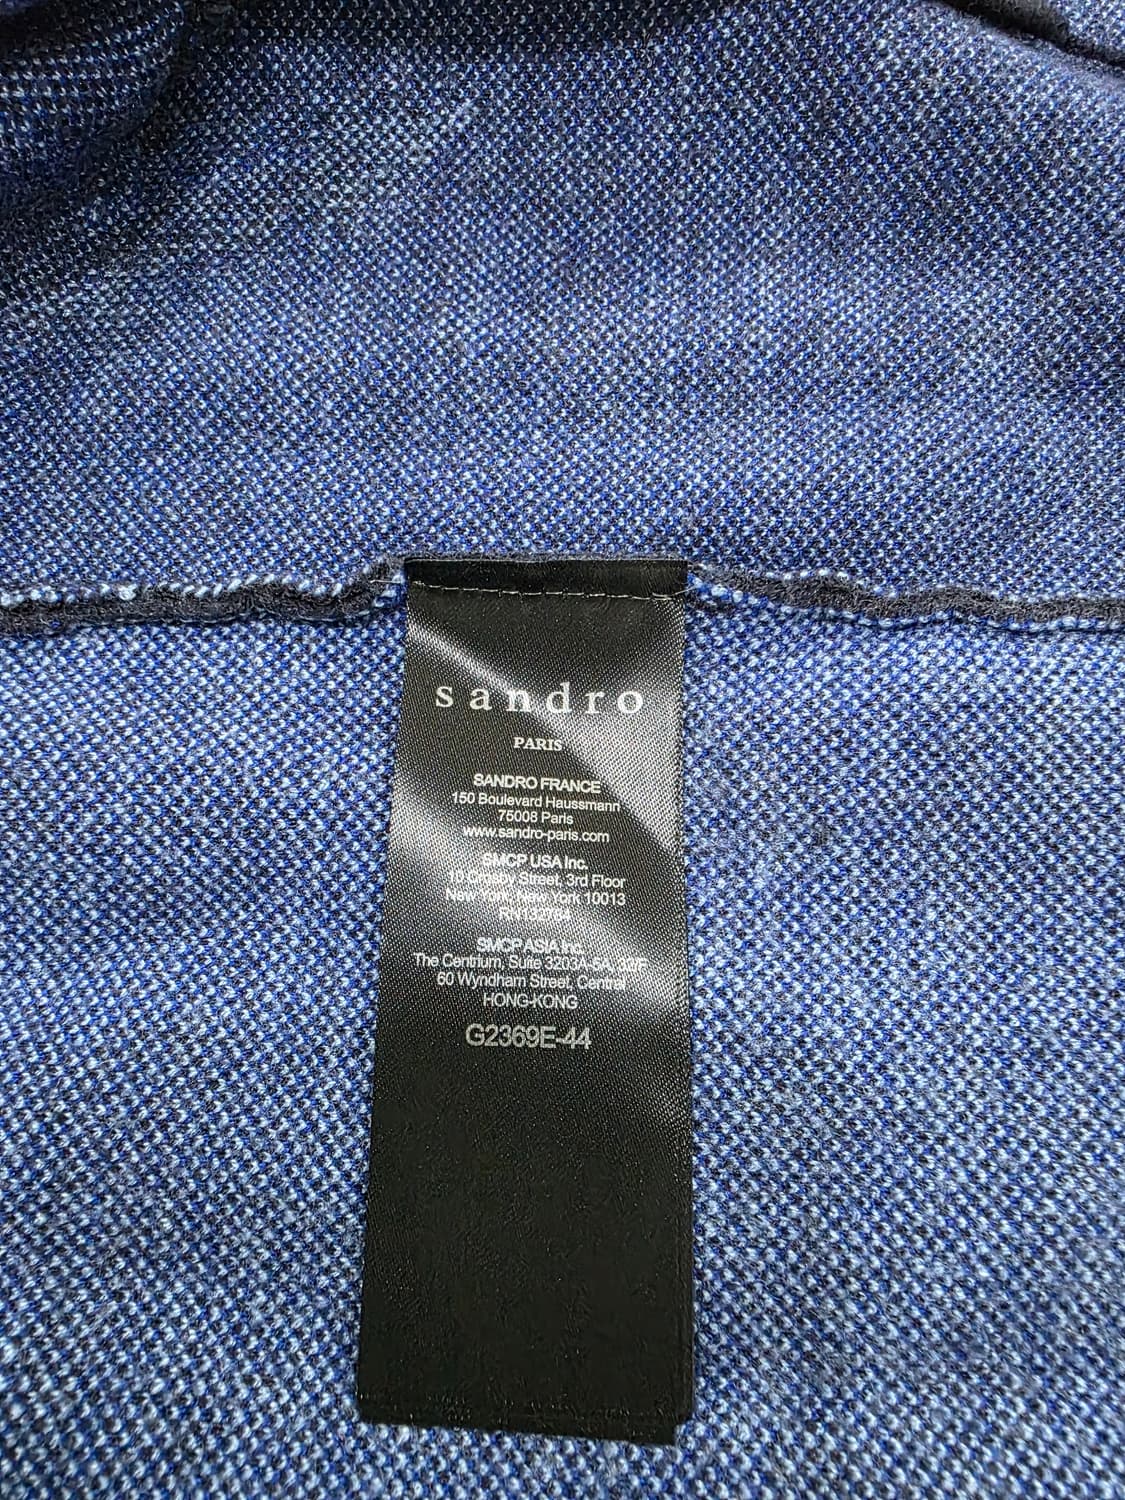 sandro
PARIS
SANDRO FRANCE
150 Boulevard Haussmann
75008 Paris
www.sandro-paris.com
SMCP USA Inc.
10 Crosby Street, 3rd Floor
New York, New York 10013
RN132784
SMCP ASIA Inc.
The Centrium, Suite 3203A-5A,
60 Wyndham Street, Central
HONG-KONG
G2369E-44